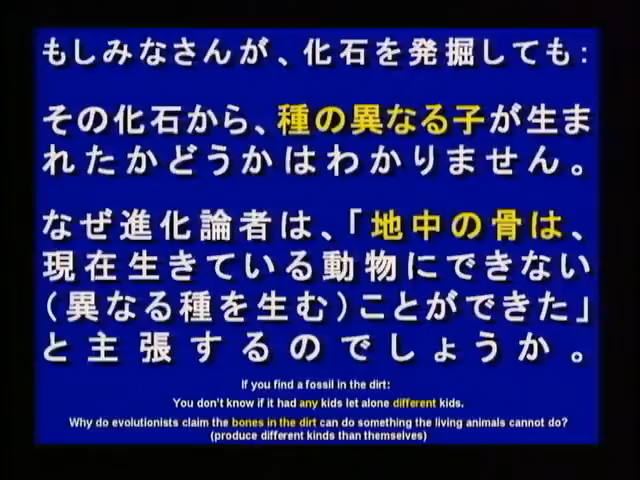 もしみなさんが、化石を発掘しても：
その化石から、種の異なる子が生ま
れたかどうかはわかりません。
なぜ進化論者は、「地中の骨は、
現在生きている動物にできない
（異なる種を生む）ことができた」
と主張するのでしょうか。
If you find a fossil in the dirt:
You don't know if it had any kids let alone different kids.
Why do evolutionists claim the bones in the dirt can do something the living animals cannot do?
(produce different kinds than themselves)